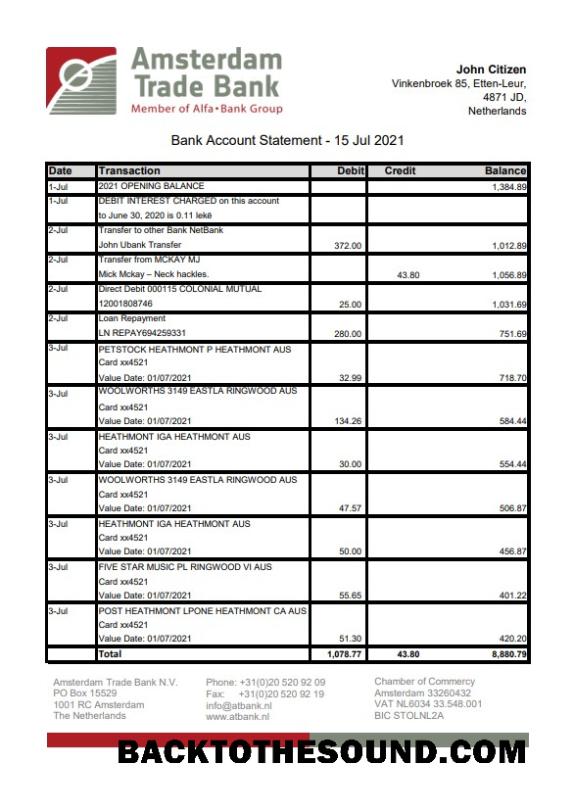 Amsterdam
Trade Bank
Member of Alfa•Bank Group
John Citizen
Vinkenbroek 85, Etten-Leur,
4871 JD,
Netherlands
Bank Account Statement - 15 Jul 2021
Date Transaction Debit Credit Balance
1-Jul 2021 OPENING BALANCE 1,384.89
1-Jul DEBIT INTEREST CHARGED on this account
to June 30, 2020 is 0.11 lekë
2-Jul Transfer to other Bank NetBank
John Ubank Transfer 372.00 1,012.89
2-Jul Transfer from MCKAY MJ
Mick Mckay – Neck hackles. 43.80 1,056.89
2-Jul Direct Debit 000115 COLONIAL MUTUAL
12001808746 25.00 1,031.69
2-Jul Loan Repayment
LN REPAY694259331 280.00 751.69
3-Jul PETSTOCK HEATHMONT P HEATHMONT AUS
Card xx4521
Value Date: 01/07/2021 32.99 718.70
3-Jul WOOLWORTHS 3149 EASTLA RINGWOOD AUS
Card xx4521
Value Date: 01/07/2021 134.26 584.44
3-Jul HEATHMONT IGA HEATHMONT AUS
Card xx4521
Value Date: 01/07/2021 30.00 554.44
3-Jul WOOLWORTHS 3149 EASTLA RINGWOOD AUS
Card xx4521
Value Date: 01/07/2021 47.57 506.87
3-Jul HEATHMONT IGA HEATHMONT AUS
Card xx4521
Value Date: 01/07/2021 50.00 456.87
3-Jul FIVE STAR MUSIC PL RINGWOOD VI AUS
Card xx4521
Value Date: 01/07/2021 55.65 401.22
3-Jul POST HEATHMONT LPONE HEATHMONT CA AUS
Card xx4521
Value Date: 01/07/2021 51.30 420.20
Total 1,078.77 43.80 8,880.79
Amsterdam Trade Bank N.V.
PO Box 15529
1001 RC Amsterdam
The Netherlands
Phone: +31(0)20 520 92 09
Fax: +31(0)20 520 92 19
info@atbank.nl
www.atbank.nl
Chamber of Commercy
Amsterdam 33260432
VAT NL6034 33.548.001
BIC STOLNL2A
BACKTOTHESOUND.COM